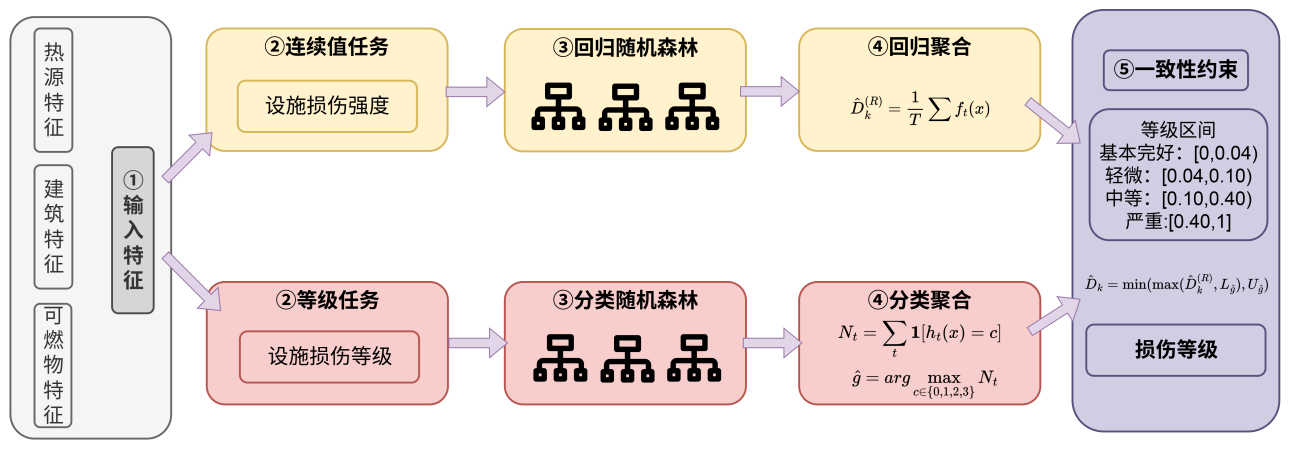 热源特征
建筑特征
可燃物特征
①输入特征
②连续值任务
设施损伤强度
③回归随机森林
④回归聚合
$\hat{D}_k^{(R)} = \frac{1}{T} \sum f_t(x)$
②等级任务
设施损伤等级
③分类随机森林
④分类聚合
$N_t = \sum_t \mathbf{1}[h_t(x) = c]$
$\hat{g} = arg \max_{c \in \{0,1,2,3\}} N_t$
⑤一致性约束
等级区间
基本完好：[0,0.04)
轻微：[0.04,0.10)
中等：[0.10,0.40)
严重:[0.40,1]
$\hat{D}_k = \min(\max(\hat{D}_k^{(R)}, L_{\hat{g}}), U_{\hat{g}})$
损伤等级